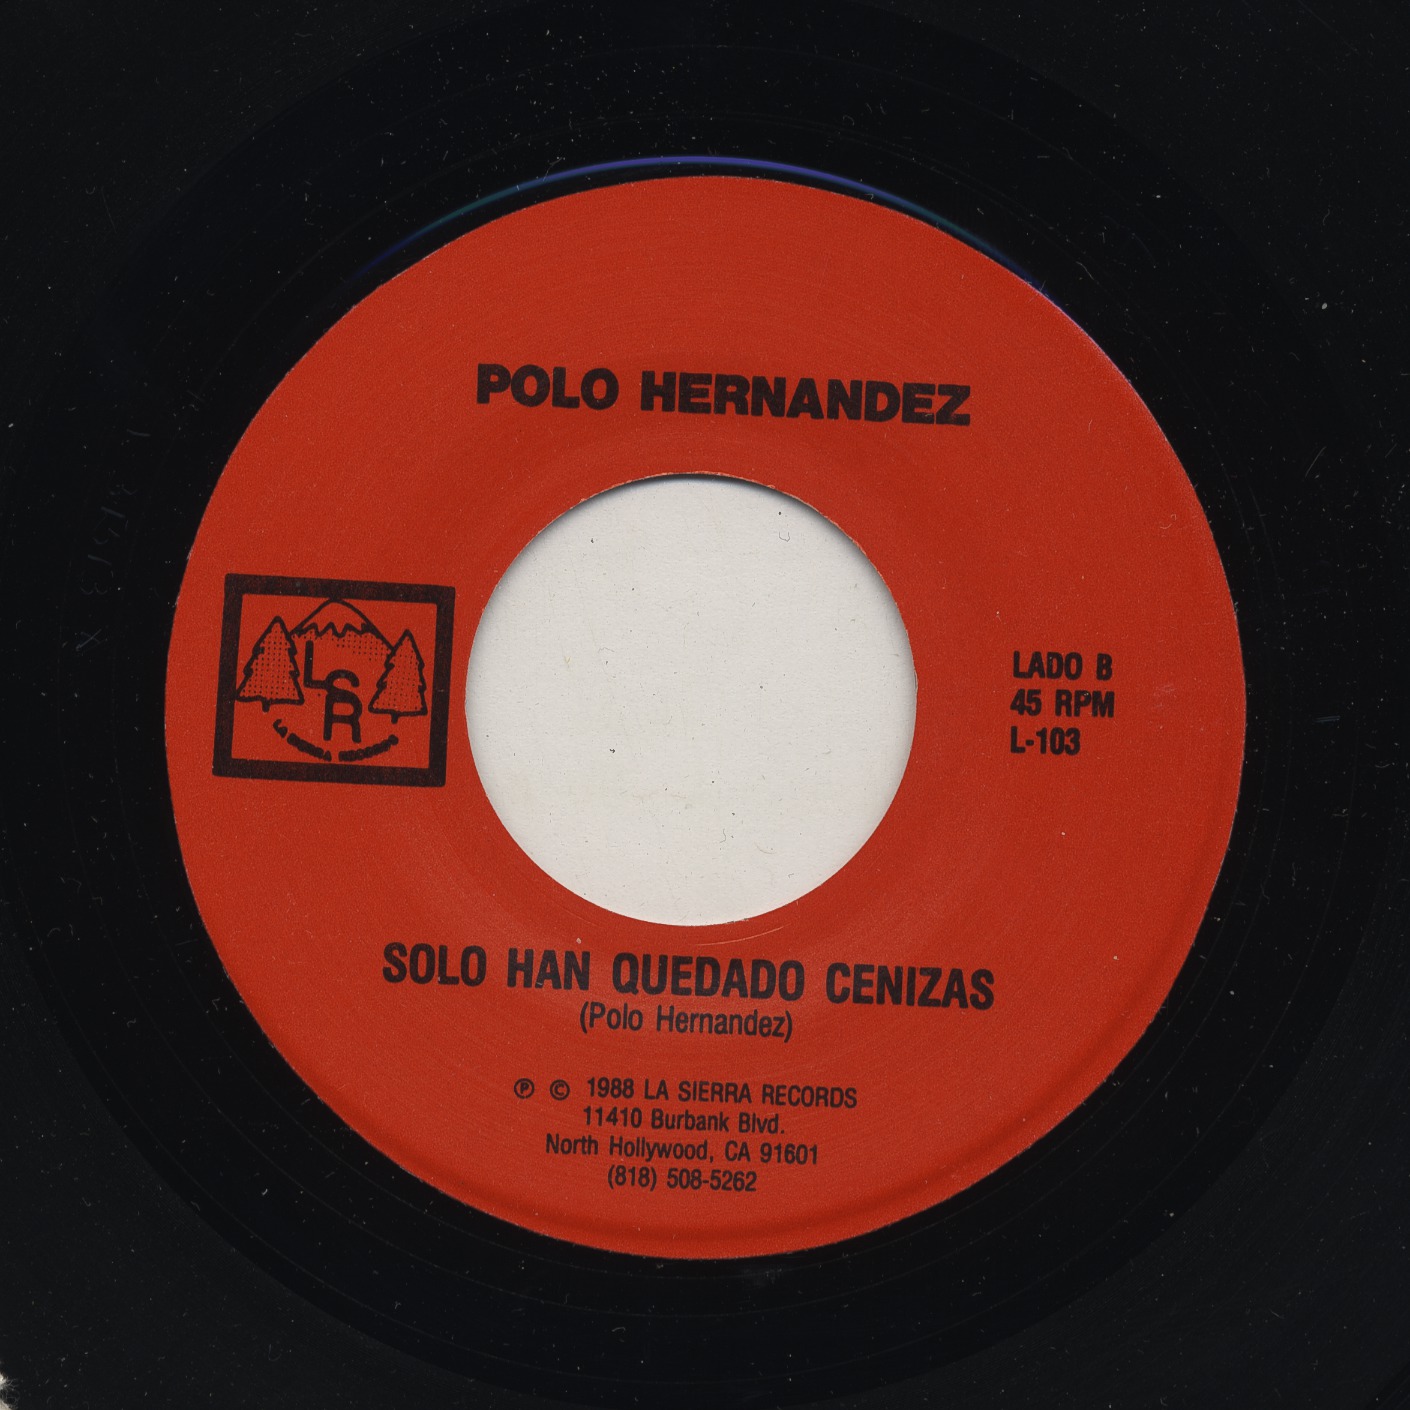 POLO HERNANDEZ
LSR
LADO B
45 RPM
L-103
SOLO HAN QUEDADO CENIZAS
(Polo Hernandez)
℗ © 1988 LA SIERRA RECORDS
11410 Burbank Blvd.
North Hollywood, CA 91601
(818) 508-5262